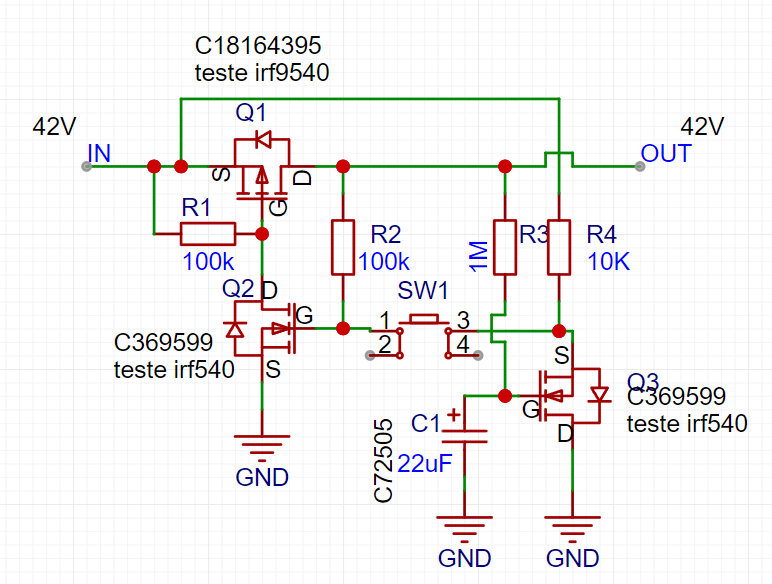 C18164395
teste irf9540
42V
Q1
42V
IN
OUT
S
D
G
R1
100k
R2
100k
R3
1M
R4
10K
Q2
D
G
S
SW1
1
3
2
4
C369599
teste irf540
S
G
D
Q3
C369599
teste irf540
C1
+
22uF
C72505
GND
GND
GND